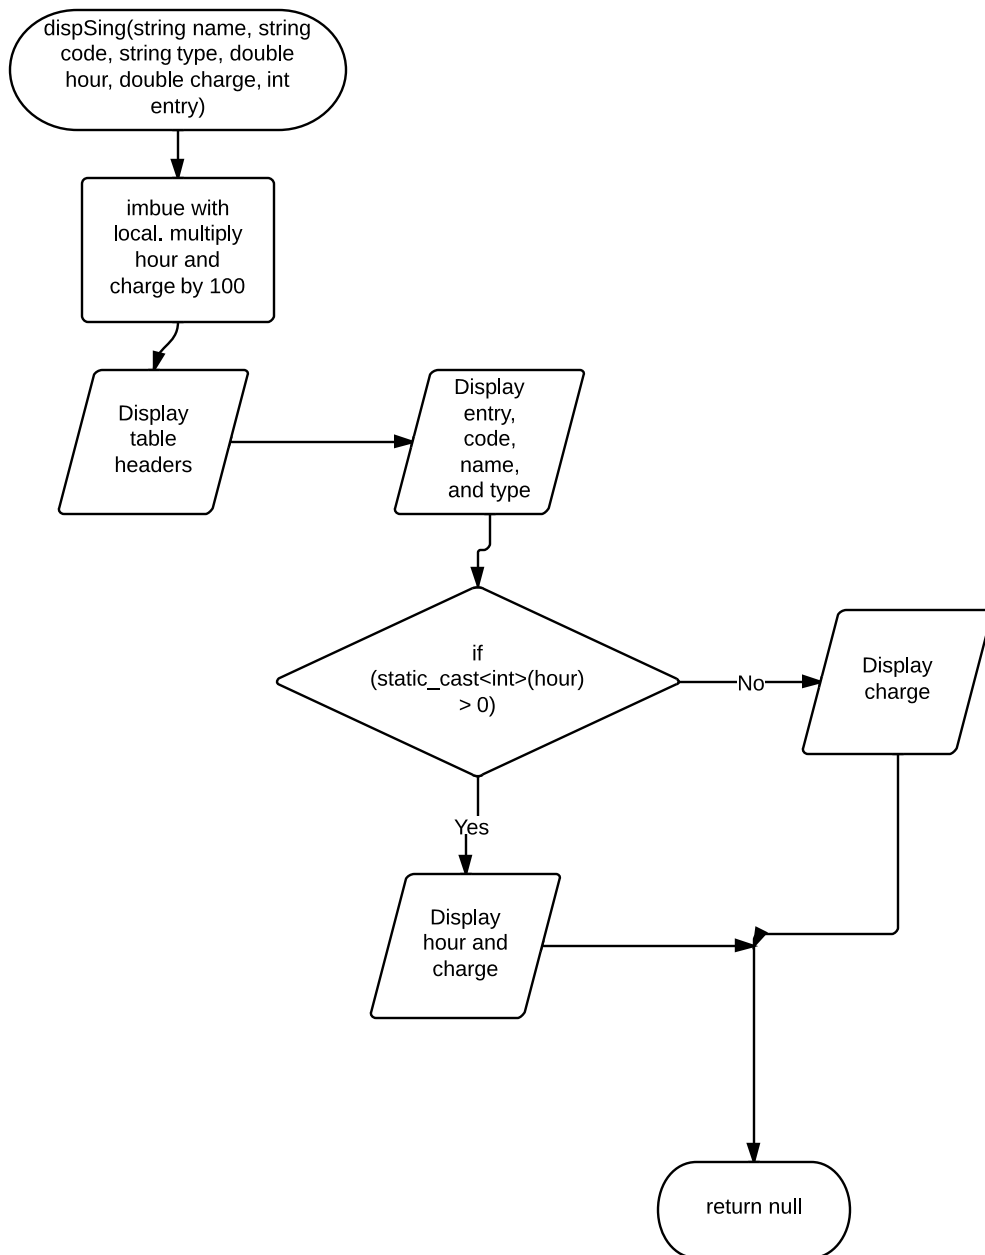 dispSing(string name, string
code, string type, double
hour, double charge, int
entry)
imbue with
local. multiply
hour and
charge by 100
Display
table
headers
Display
entry,
code,
name,
and type
if
(static_cast<int>(hour)
> 0)
No
Display
charge
Yes
Display
hour and
charge
return null